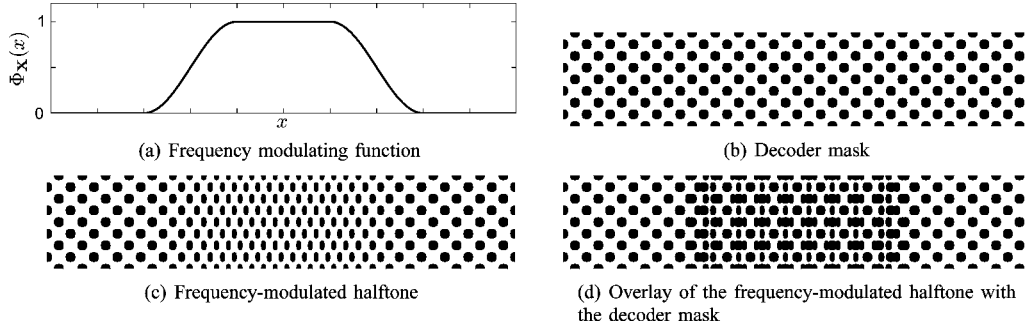 1
Φ_X(x)
0
x
(a) Frequency modulating function
(b) Decoder mask
(c) Frequency-modulated halftone
(d) Overlay of the frequency-modulated halftone with
the decoder mask